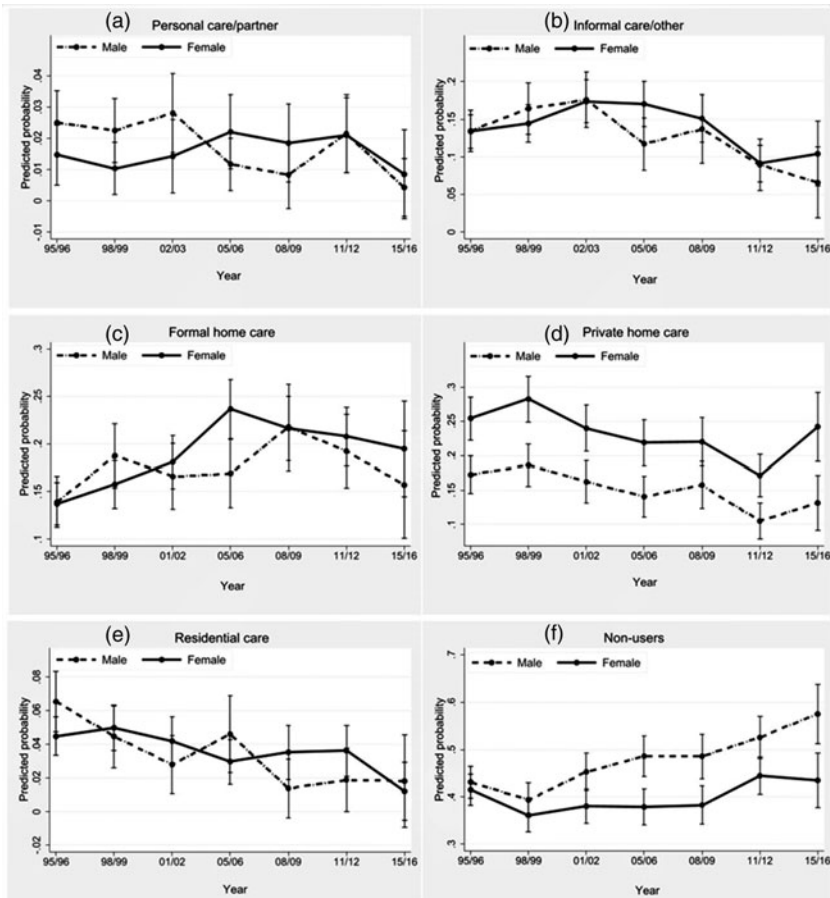 (a) Personal care/partner
Male Female
Predicted probability
.04
.03
.02
.01
0
-.01
95/96 98/99 02/03 05/06 08/09 11/12 15/16
Year
(b) Informal care/other
Male Female
Predicted probability
.2
.15
.1
.05
0
95/96 98/99 02/03 05/06 08/09 11/12 15/16
Year
(c) Formal home care
Male Female
Predicted probability
.3
.25
.2
.15
.1
95/96 98/99 01/02 05/06 08/09 11/12 15/16
Year
(d) Private home care
Male Female
Predicted probability
.3
.25
.2
.15
.1
95/96 98/99 01/02 05/06 08/09 11/12 15/16
Year
(e) Residential care
Male Female
Predicted probability
.08
.06
.04
.02
0
-.02
95/96 98/99 01/02 05/06 08/09 11/12 15/16
Year
(f) Non-users
Male Female
Predicted probability
.7
.6
.5
.4
.3
95/96 98/99 01/02 05/06 08/09 11/12 15/16
Year